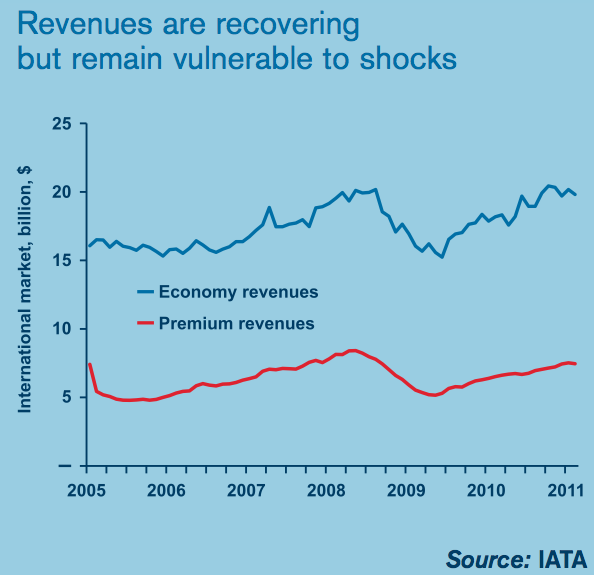 Revenues are recovering
but remain vulnerable to shocks
International market, billion, $
25
20
15
10
5
–
Economy revenues
Premium revenues
2005 2006 2007 2008 2009 2010 2011
Source: IATA